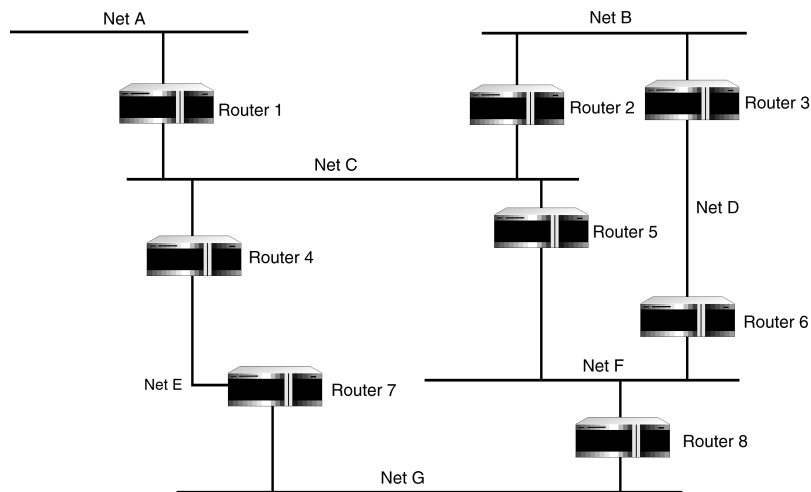 Net A
Net B
Router 1
Router 2
Router 3
Net C
Net D
Router 4
Router 5
Router 6
Net E
Router 7
Net F
Router 8
Net G